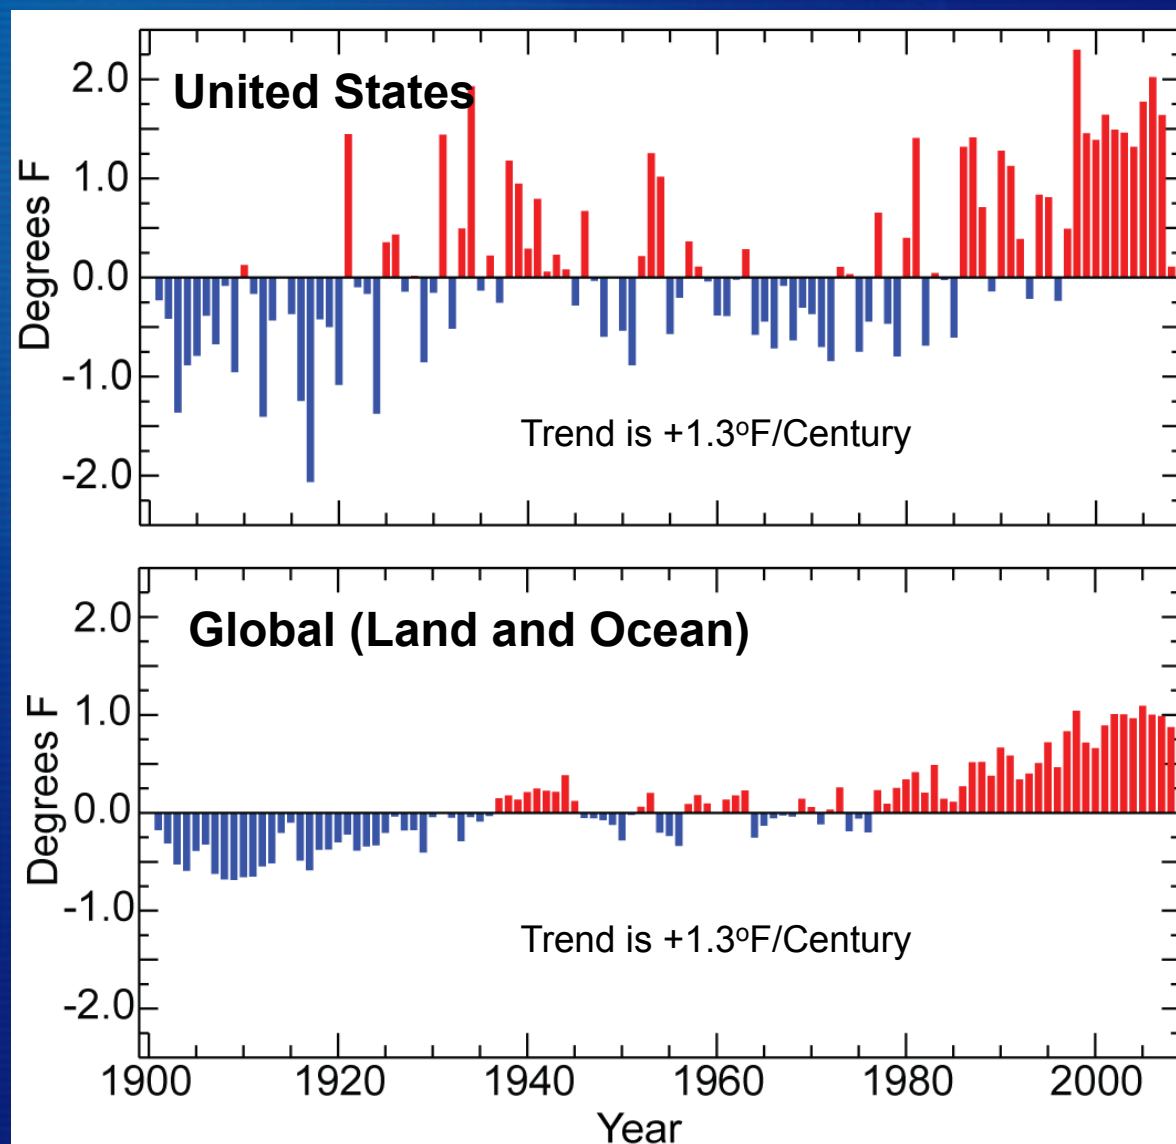 United States
Degrees F
2.0
1.0
0.0
-1.0
-2.0
Trend is +1.3ºF/Century
Global (Land and Ocean)
Degrees F
2.0
1.0
0.0
-1.0
-2.0
Trend is +1.3ºF/Century
1900 1920 1940 1960 1980 2000
Year